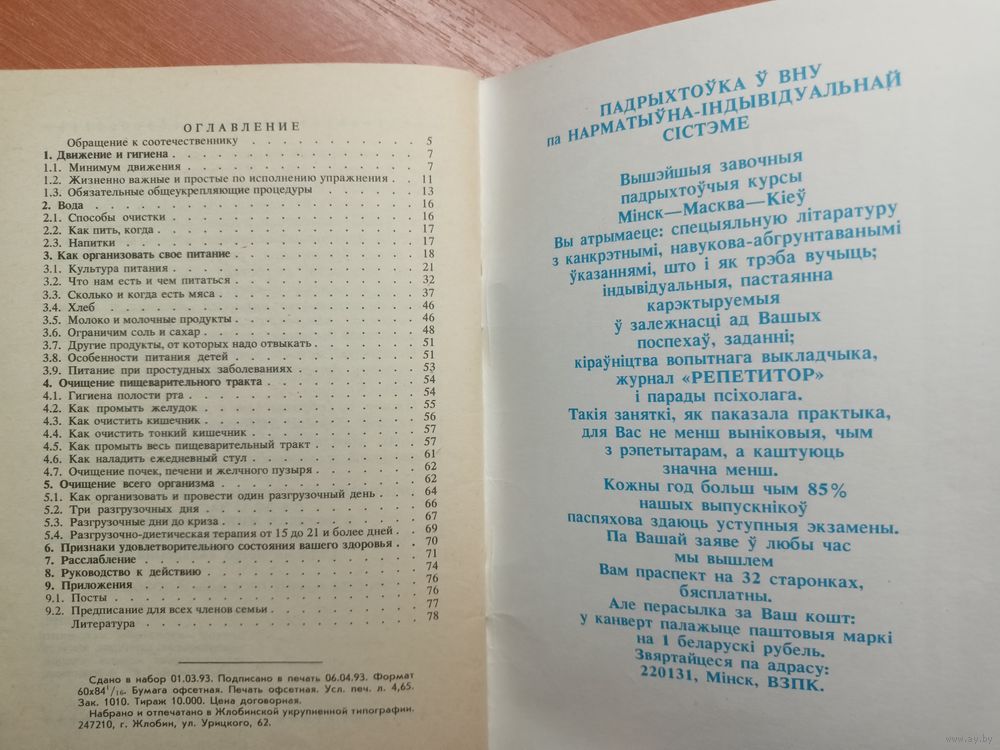 ОГЛАВЛЕНИЕ
Обращение к соотечественнику . . . . . . . . . 5
1. Движение и гигиена . . . . . . . . . . . . 7
1.1. Минимум движения . . . . . . . . . . . 7
1.2. Жизненно важные и простые по исполнению упражнения . . 11
1.3. Обязательные общеукрепляющие процедуры . . . . . 13
2. Вода . . . . . . . . . . . . . . . . 16
2.1. Способы очистки . . . . . . . . . . . . 16
2.2. Как пить, когда . . . . . . . . . . . . 17
2.3. Напитки . . . . . . . . . . . . . . 17
3. Как организовать свое питание . . . . . . . . . 18
3.1. Культура питания . . . . . . . . . . . . 21
3.2. Что нам есть и чем питаться . . . . . . . . . 32
3.3. Сколько и когда есть мяса . . . . . . . . . . 37
3.4. Хлеб . . . . . . . . . . . . . . . 46
3.5. Молоко и молочные продукты . . . . . . . . . 46
3.6. Ограничим соль и сахар . . . . . . . . . . 48
3.7. Другие продукты, от которых надо отвыкать . . . . . 51
3.8. Особенности питания детей . . . . . . . . . 51
3.9. Питание при простудных заболеваниях . . . . . . 53
4. Очищение пищеварительного тракта . . . . . . . 54
4.1. Гигиена полости рта . . . . . . . . . . . 54
4.2. Как промыть желудок . . . . . . . . . . . 55
4.3. Как очистить кишечник . . . . . . . . . . 56
4.4. Как очистить тонкий кишечник . . . . . . . . 57
4.5. Как промыть весь пищеварительный тракт . . . . . 57
4.6. Как наладить ежедневный стул . . . . . . . . 61
4.7. Очищение почек, печени и желчного пузыря . . . . . 62
5. Очищение всего организма . . . . . . . . . . 62
5.1. Как организовать и провести один разгрузочный день . . . 64
5.2. Три разгрузочных дня . . . . . . . . . . . 66
5.3. Разгрузочные дни до криза . . . . . . . . . . 67
5.4. Разгрузочно-диетическая терапия от 15 до 21 и более дней . . 69
6. Признаки удовлетворительного состояния вашего здоровья . . 70
7. Расслабление . . . . . . . . . . . . . 71
8. Руководство к действию . . . . . . . . . . 74
9. Приложения . . . . . . . . . . . . . . 76
9.1. Посты . . . . . . . . . . . . . . . 76
9.2. Предписание для всех членов семьи . . . . . . . 77
Литература . . . . . . . . . . . . . . 78
Сдано в набор 01.03.93. Подписано в печать 06.04.93. Формат
60х84¹/₁₆. Бумага офсетная. Печать офсетная. Усл. печ. л. 4,65.
Зак. 1010. Тираж 10.000. Цена договорная.
Набрано и отпечатано в Жлобинской укрупненной типографии.
247210, г. Жлобин, ул. Урицкого, 62.
ПАДРЫХТОЎКА Ў ВНУ
па НАРМАТЫЎНА-ІНДЫВІДУАЛЬНАЙ
СІСТЭМЕ
Вышэйшыя завочныя
падрыхтоўчыя курсы
Мінск—Масква—Кіеў
Вы атрымаеце: спецыяльную літаратуру
з канкрэтнымі, навукова-абгрунтаванымі
ўказаннямі, што і як трэба вучыць;
індывідуальныя, пастаянна
карэктыруемыя
ў залежнасці ад Вашых
поспехаў, заданні;
кіраўніцтва вопытнага выкладчыка,
журнал «РЕПЕТИТОР»
і парады псіхолага.
Такія заняткі, як паказала практыка,
для Вас не менш выніковыя, чым
з рэпетытарам, а каштуюць
значна менш.
Кожны год больш чым 85%
нашых выпускнікоў
паспяхова здаюць уступныя экзамены.
Па Вашай заяве ў любы час
мы вышлем
Вам праспект на 32 старонках,
бясплатны.
Але перасылка за Ваш кошт:
у канверт палажыце паштовыя маркі
на 1 беларускі рубель.
Звяртайцеся па адрасу:
220131, Мінск, ВЗПК.
www.ay.by